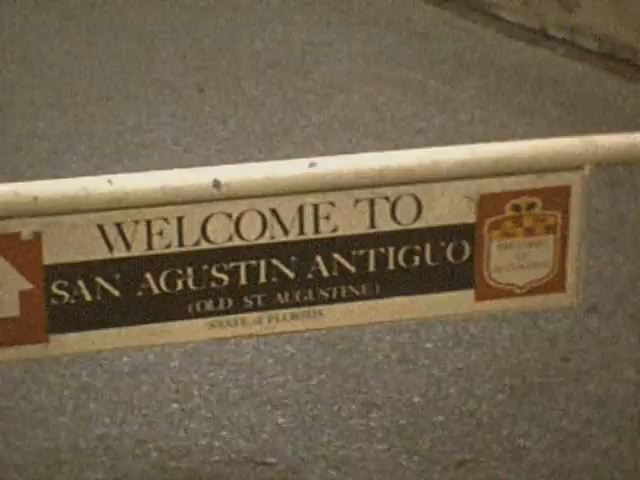 WELCOME TO
SAN AGUSTIN ANTIGUO
(OLD ST. AUGUSTINE)
STATE of FLORIDA